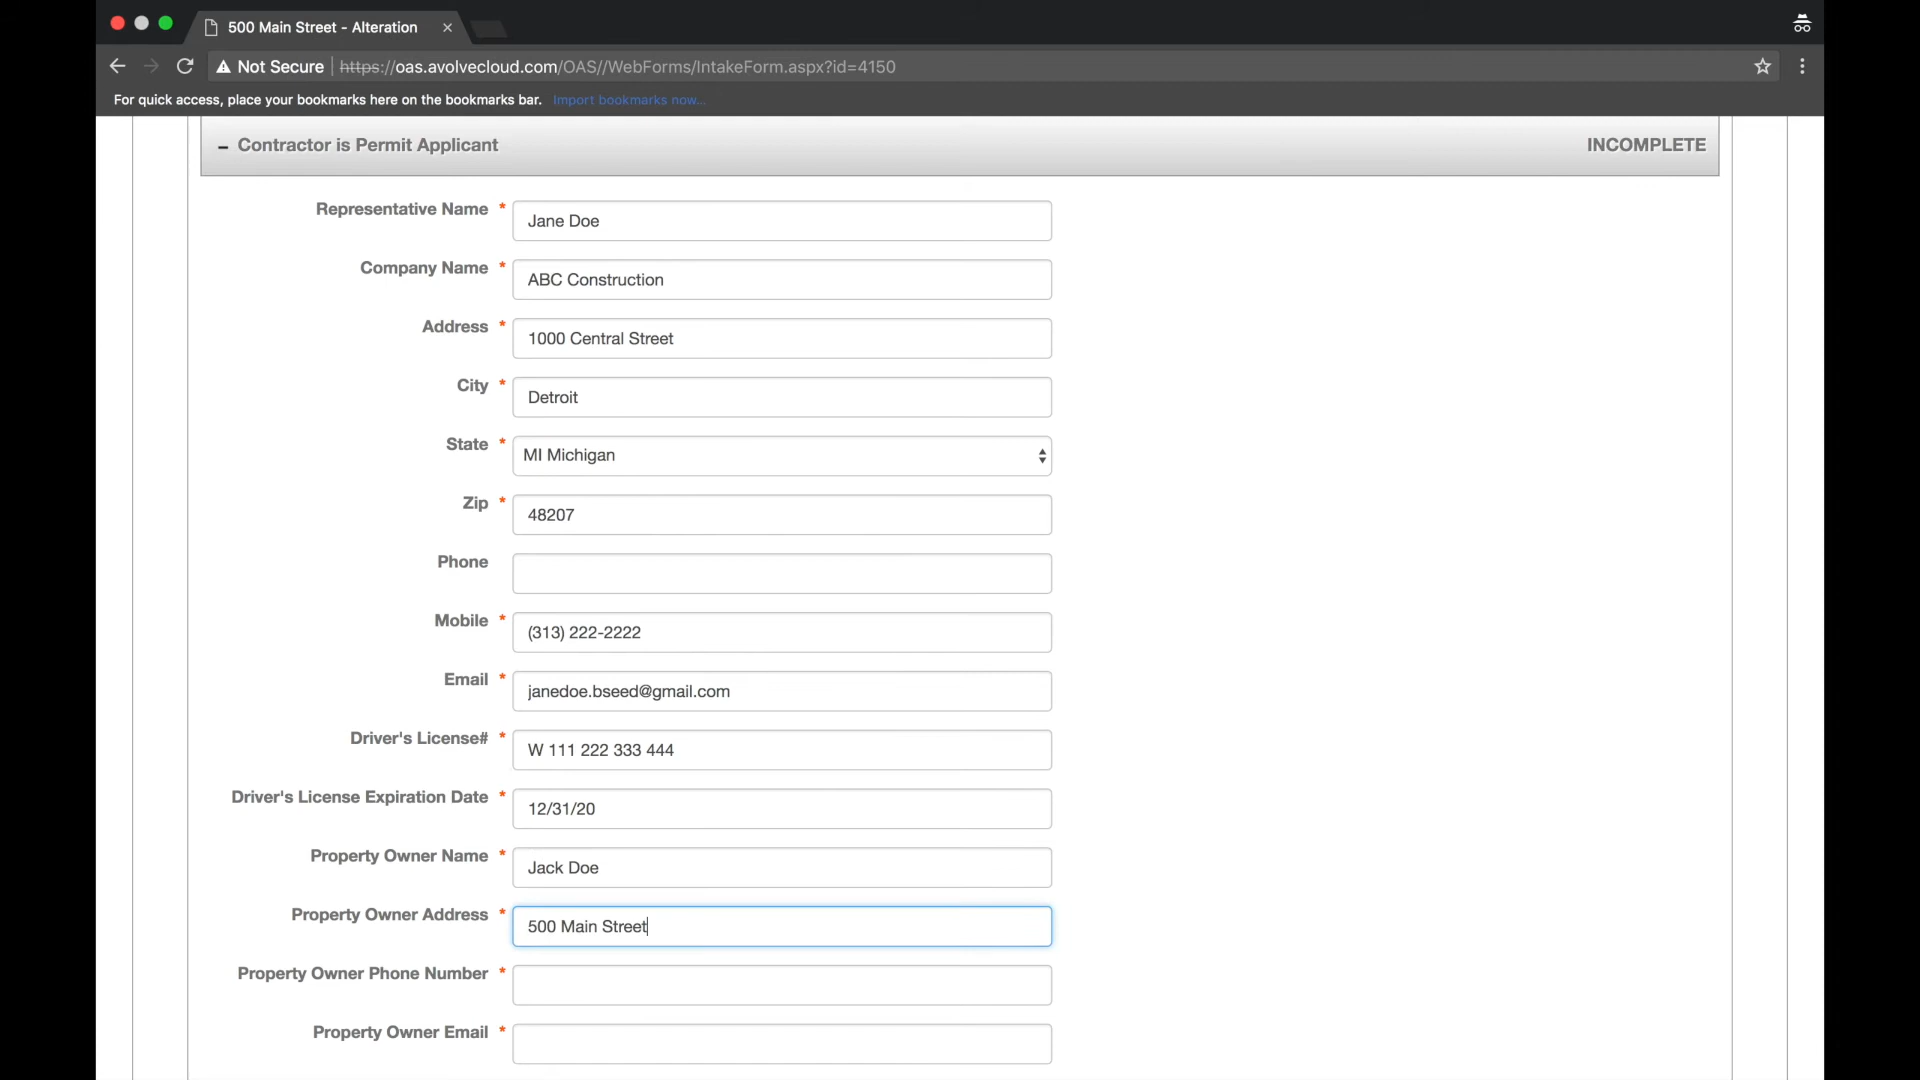 500 Main Street - Alteration
Not Secure | https://oas.avolvecloud.com/OAS//WebForms/IntakeForm.aspx?id=4150
For quick access, place your bookmarks here on the bookmarks bar. Import bookmarks now...
– Contractor is Permit Applicant INCOMPLETE
Representative Name * Jane Doe
Company Name * ABC Construction
Address * 1000 Central Street
City * Detroit
State * MI Michigan
Zip * 48207
Phone
Mobile * (313) 222-2222
Email * janedoe.bseed@gmail.com
Driver's License# * W 111 222 333 444
Driver's License Expiration Date * 12/31/20
Property Owner Name * Jack Doe
Property Owner Address * 500 Main Street
Property Owner Phone Number *
Property Owner Email *